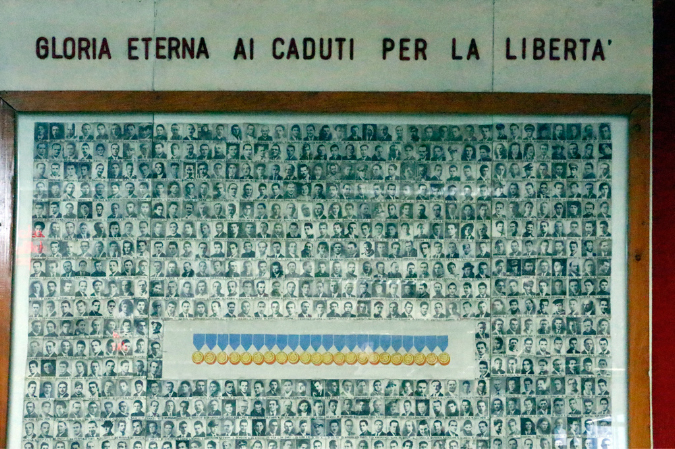 GLORIA ETERNA AI CADUTI PER LA LIBERTA'